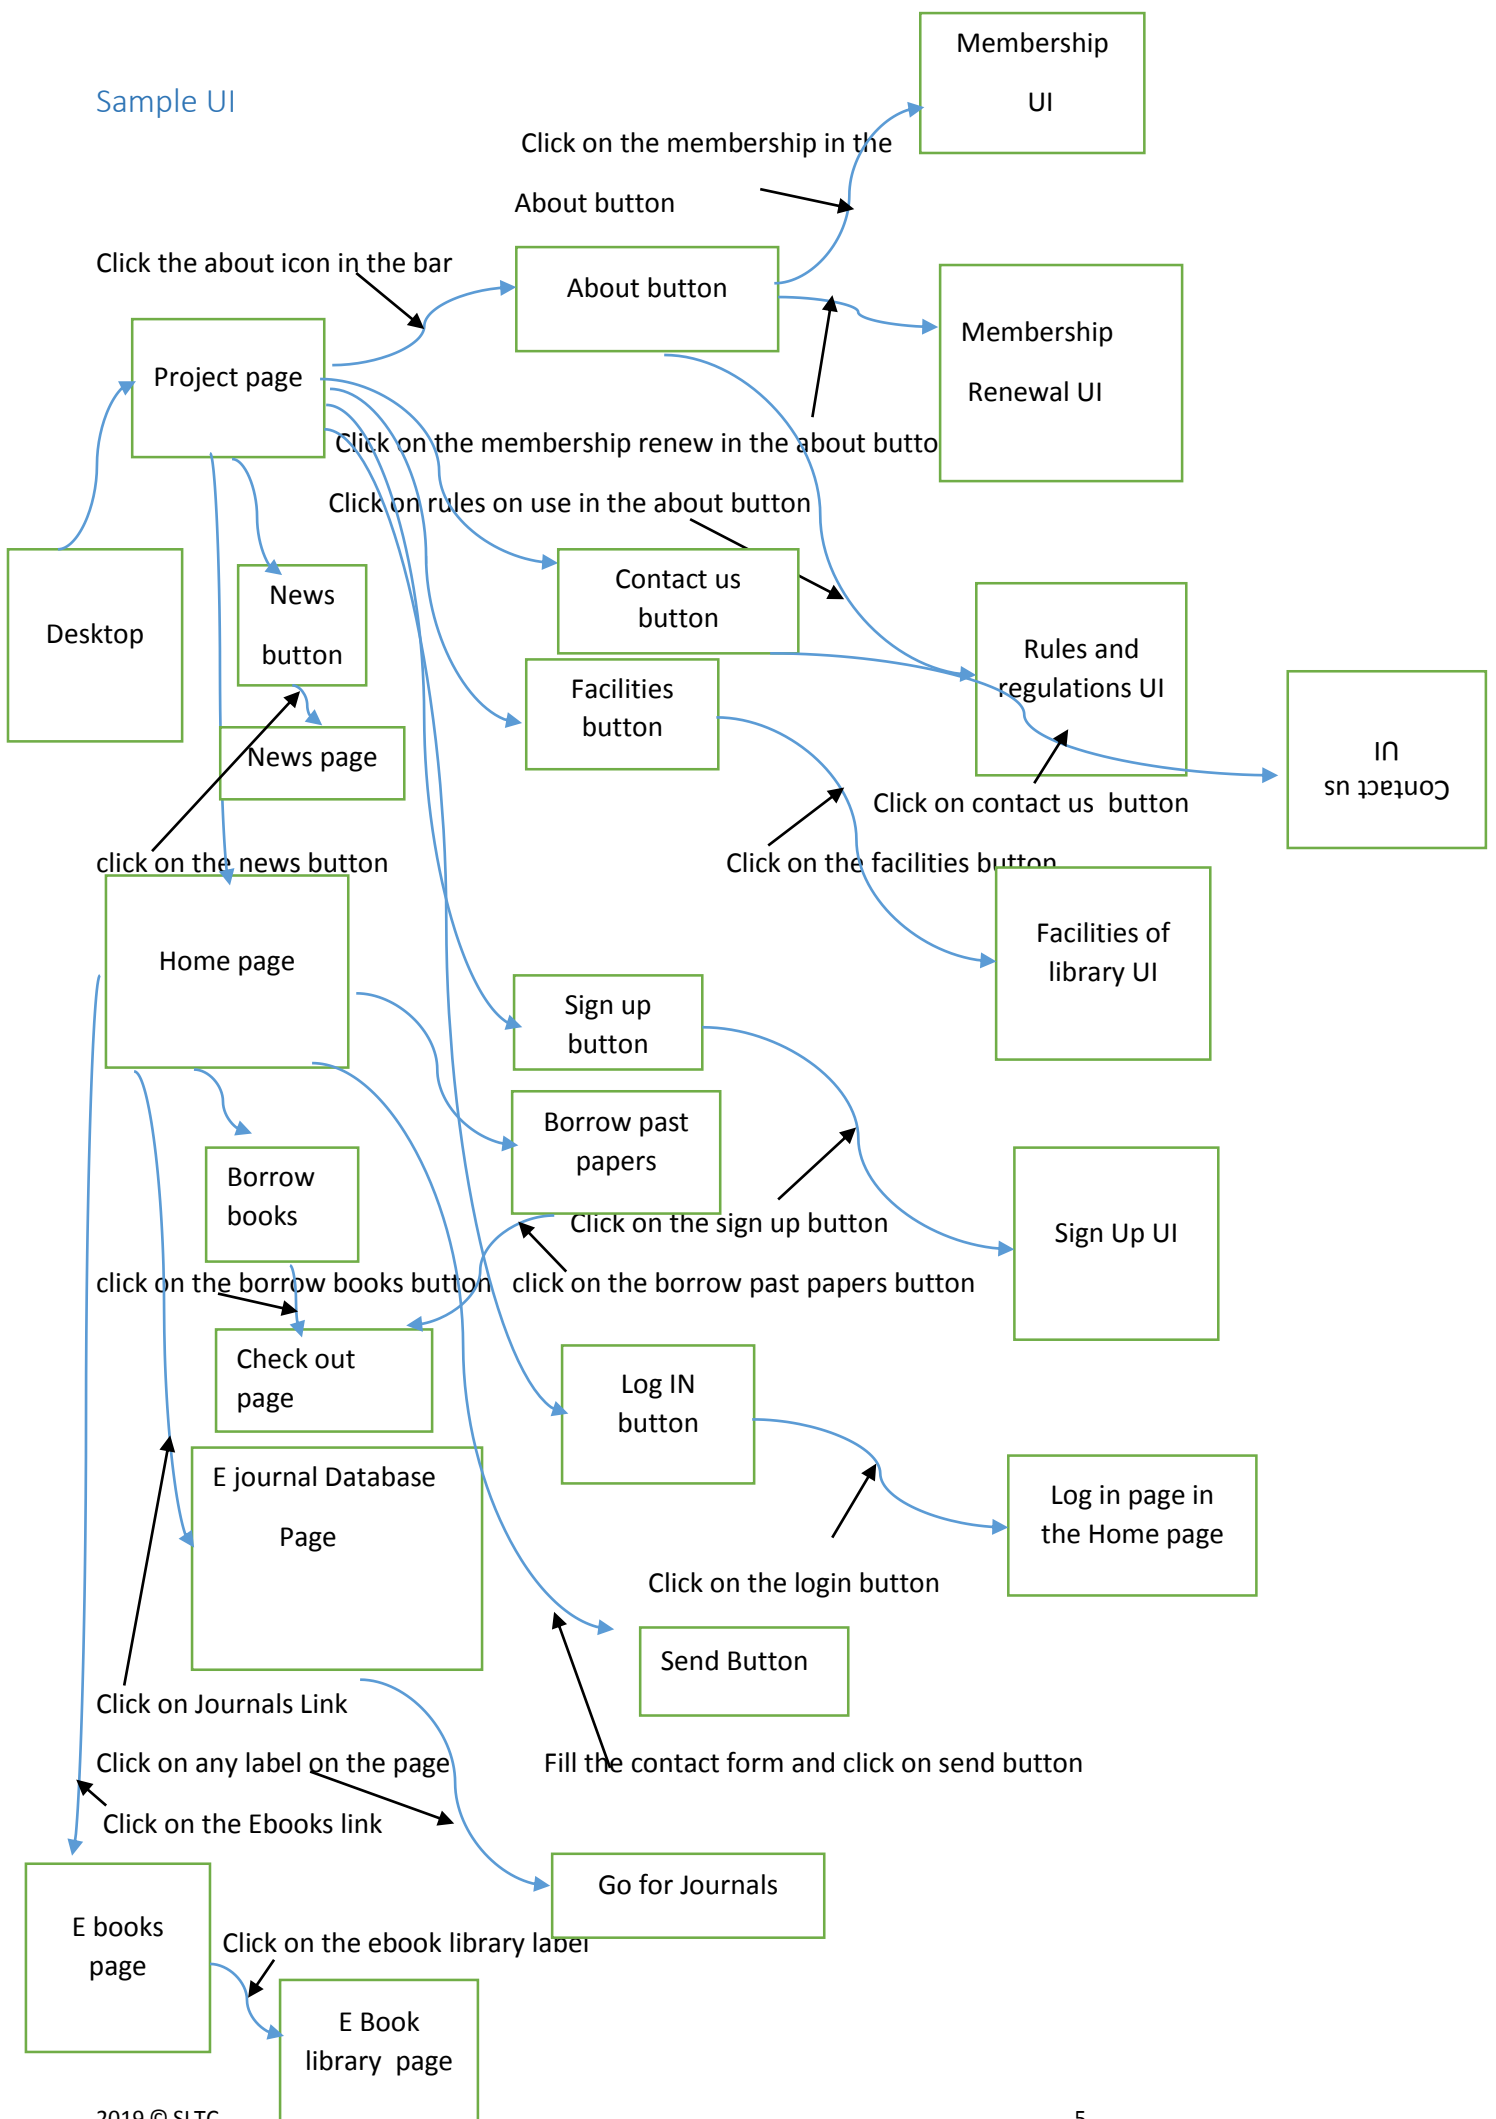 Membership
UI
Sample UI
Click on the membership in the
About button
Click the about icon in the bar
About button
Membership
Renewal UI
Project page
Click on the membership renew in the about butto
Click on rules on use in the about button
Contact us
button
News
button
Desktop
Rules and
regulations UI
Facilities
button
News page
Contact us
UI
Click on contact us  button
click on the news button
Click on the facilities button
Facilities of
library UI
Home page
Sign up
button
Borrow past
papers
Borrow
books
Click on the sign up button
Sign Up UI
click on the borrow books button
click on the borrow past papers button
Check out
page
Log IN
button
E journal Database
Page
Log in page in
the Home page
Click on the login button
Send Button
Click on Journals Link
Click on any label on the page
Fill the contact form and click on send button
Click on the Ebooks link
Go for Journals
E books
page
Click on the ebook library label
E Book
library  page
2019 © SLTC
5